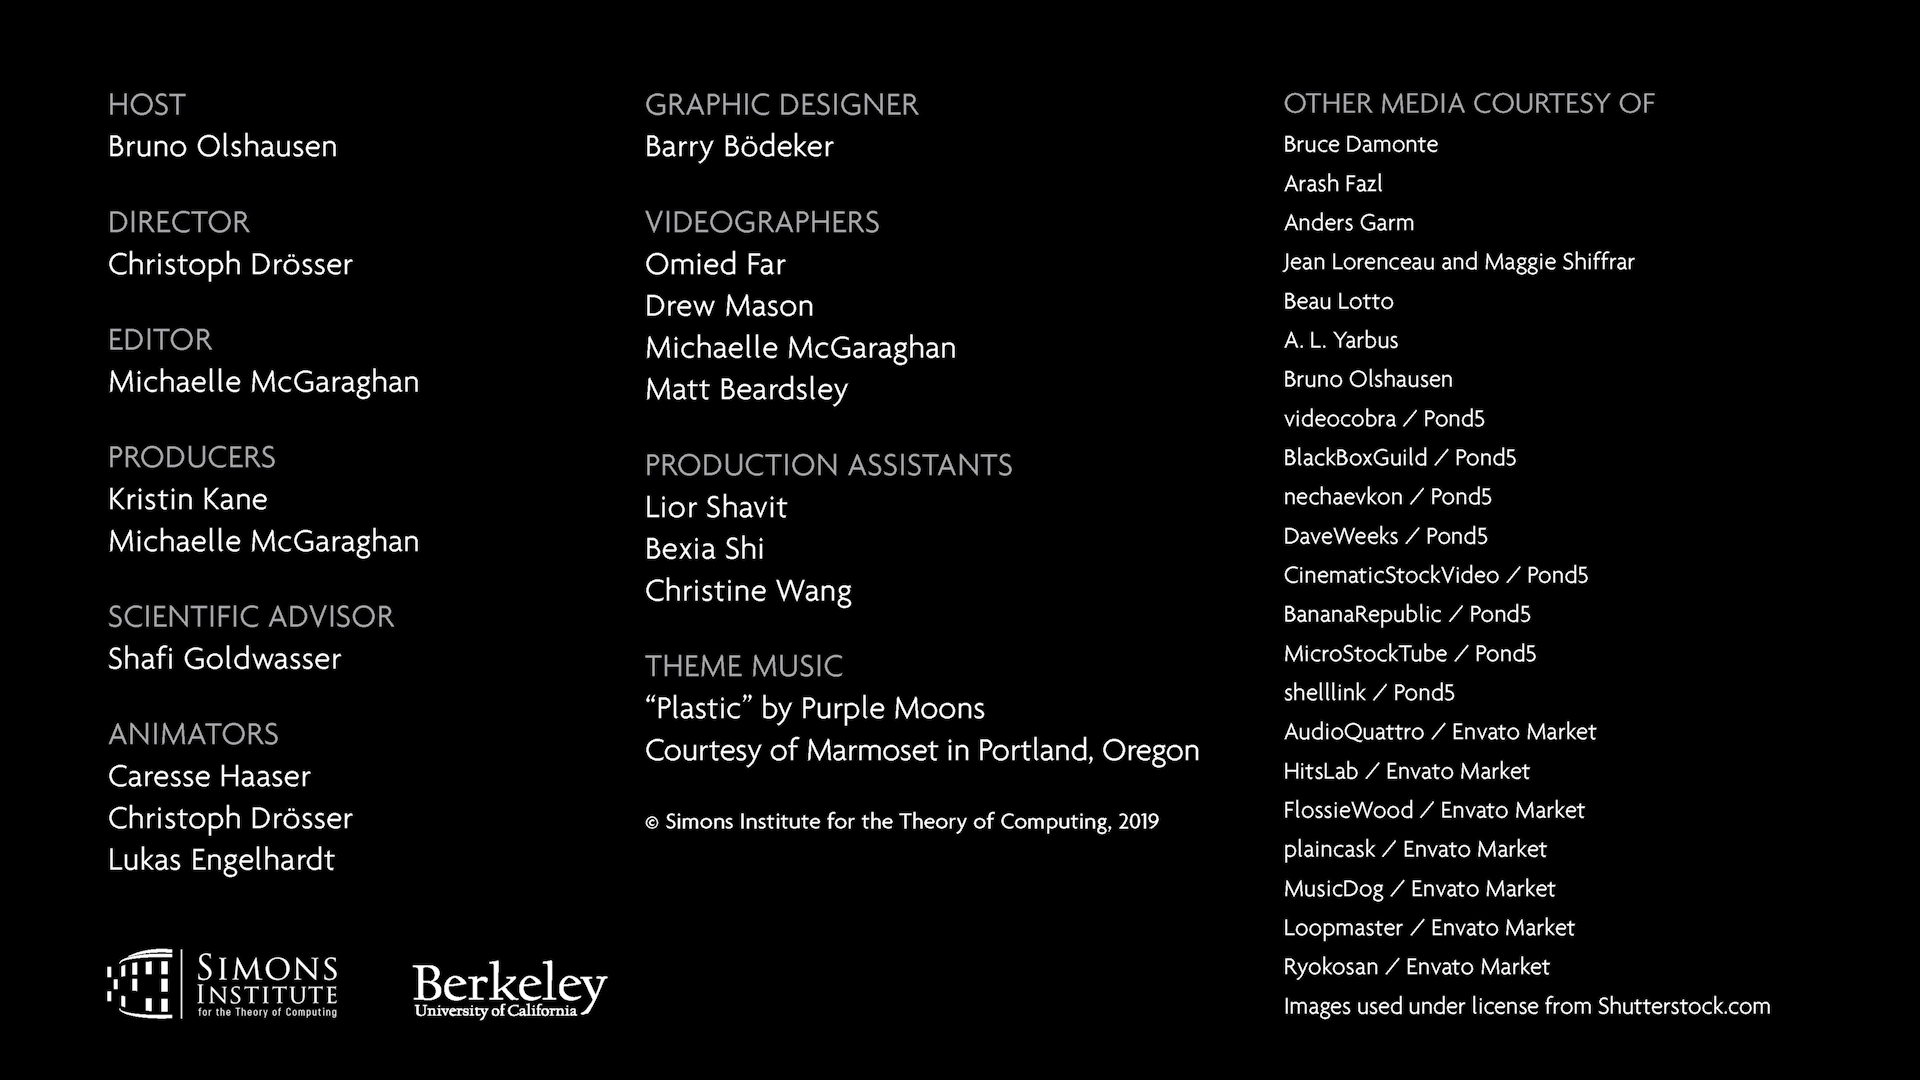 HOST
Bruno Olshausen
DIRECTOR
Christoph Drösser
EDITOR
Michaelle McGaraghan
PRODUCERS
Kristin Kane
Michaelle McGaraghan
SCIENTIFIC ADVISOR
Shafi Goldwasser
ANIMATORS
Caresse Haaser
Christoph Drösser
Lukas Engelhardt
SIMONS
INSTITUTE
for the Theory of Computing
Berkeley
University of California
GRAPHIC DESIGNER
Barry Bödeker
VIDEOGRAPHERS
Omied Far
Drew Mason
Michaelle McGaraghan
Matt Beardsley
PRODUCTION ASSISTANTS
Lior Shavit
Bexia Shi
Christine Wang
THEME MUSIC
“Plastic” by Purple Moons
Courtesy of Marmoset in Portland, Oregon
© Simons Institute for the Theory of Computing, 2019
OTHER MEDIA COURTESY OF
Bruce Damonte
Arash Fazl
Anders Garm
Jean Lorenceau and Maggie Shiffrar
Beau Lotto
A. L. Yarbus
Bruno Olshausen
videocobra / Pond5
BlackBoxGuild / Pond5
nechaevkon / Pond5
DaveWeeks / Pond5
CinematicStockVideo / Pond5
BananaRepublic / Pond5
MicroStockTube / Pond5
shelllink / Pond5
AudioQuattro / Envato Market
HitsLab / Envato Market
FlossieWood / Envato Market
plaincask / Envato Market
MusicDog / Envato Market
Loopmaster / Envato Market
Ryokosan / Envato Market
Images used under license from Shutterstock.com